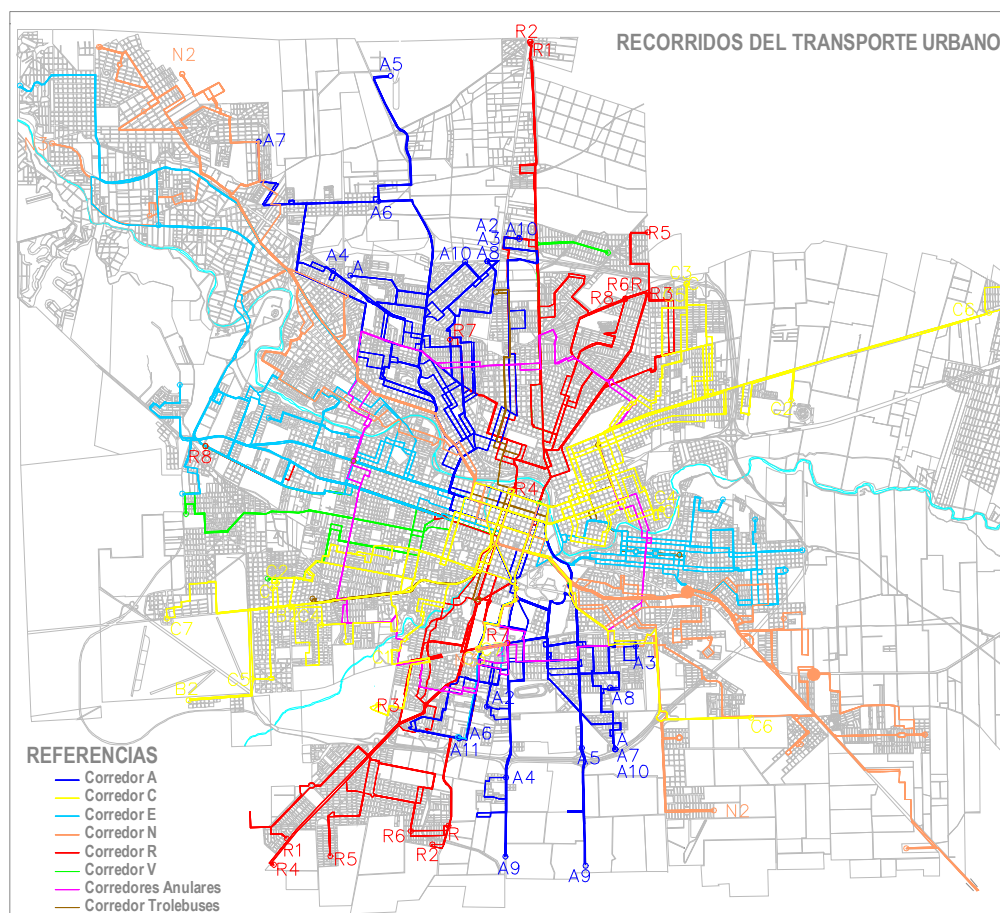 R2
RECORRIDOS DEL TRANSPORTE URBANO
R1
N2
A5
A7
A6
A2
A3
A10
R5
A4
A
A10
A8
C7
R6R
R3
R8
C6
R7
R8
R4
C2
C7
R
A3
B2
R3
A2
A8
A6
A11
A
A5
A7
A10
C6
A4
N2
REFERENCIAS
Corredor A
Corredor C
Corredor E
Corredor N
Corredor R
Corredor V
Corredores Anulares
Corredor Trolebuses
R1
R4
R5
R6
R
R2
A9
A9